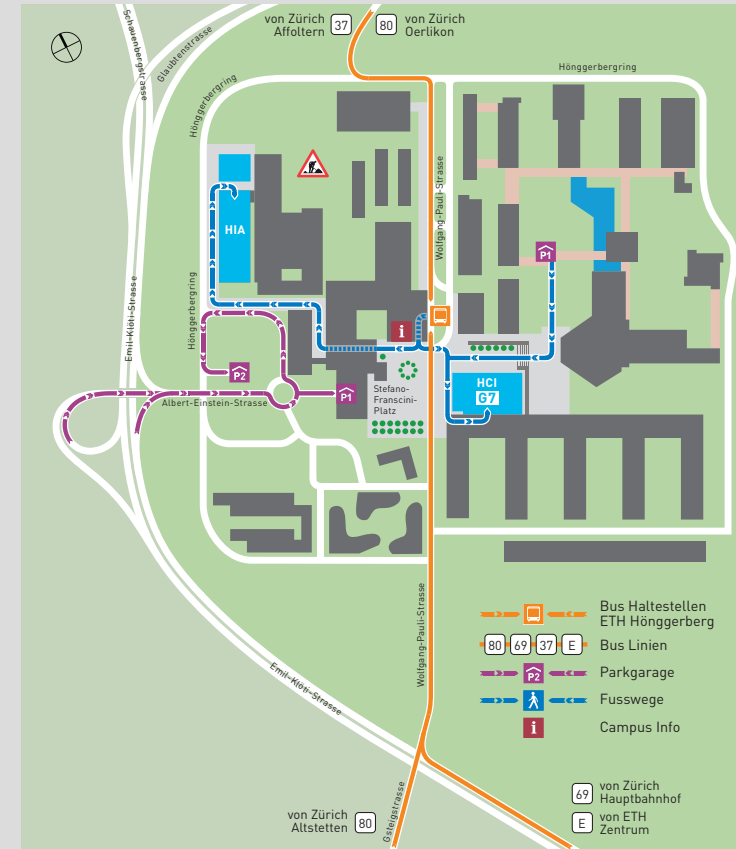 von Zürich
Affoltern
37
80
von Zürich
Oerlikon
Schauenbergstrasse
Glaubtenstrasse
Hönggerbergring
Hönggerbergring
Wolfgang-Pauli-Strasse
HIA
P1
Emil-Klöti-Strasse
Hönggerbergring
i
P2
P1
Albert-Einstein-Strasse
Stefano-
Franscini-
Platz
HCI
G7
Wolfgang-Pauli-Strasse
Emil-Klöti-Strasse
Gsteigstrasse
Bus Haltestellen
ETH Hönggerberg
80 69 37 E Bus Linien
P2 Parkgarage
Fusswege
i Campus Info
69 von Zürich
Hauptbahnhof
E von ETH
Zentrum
von Zürich
Altstetten
80